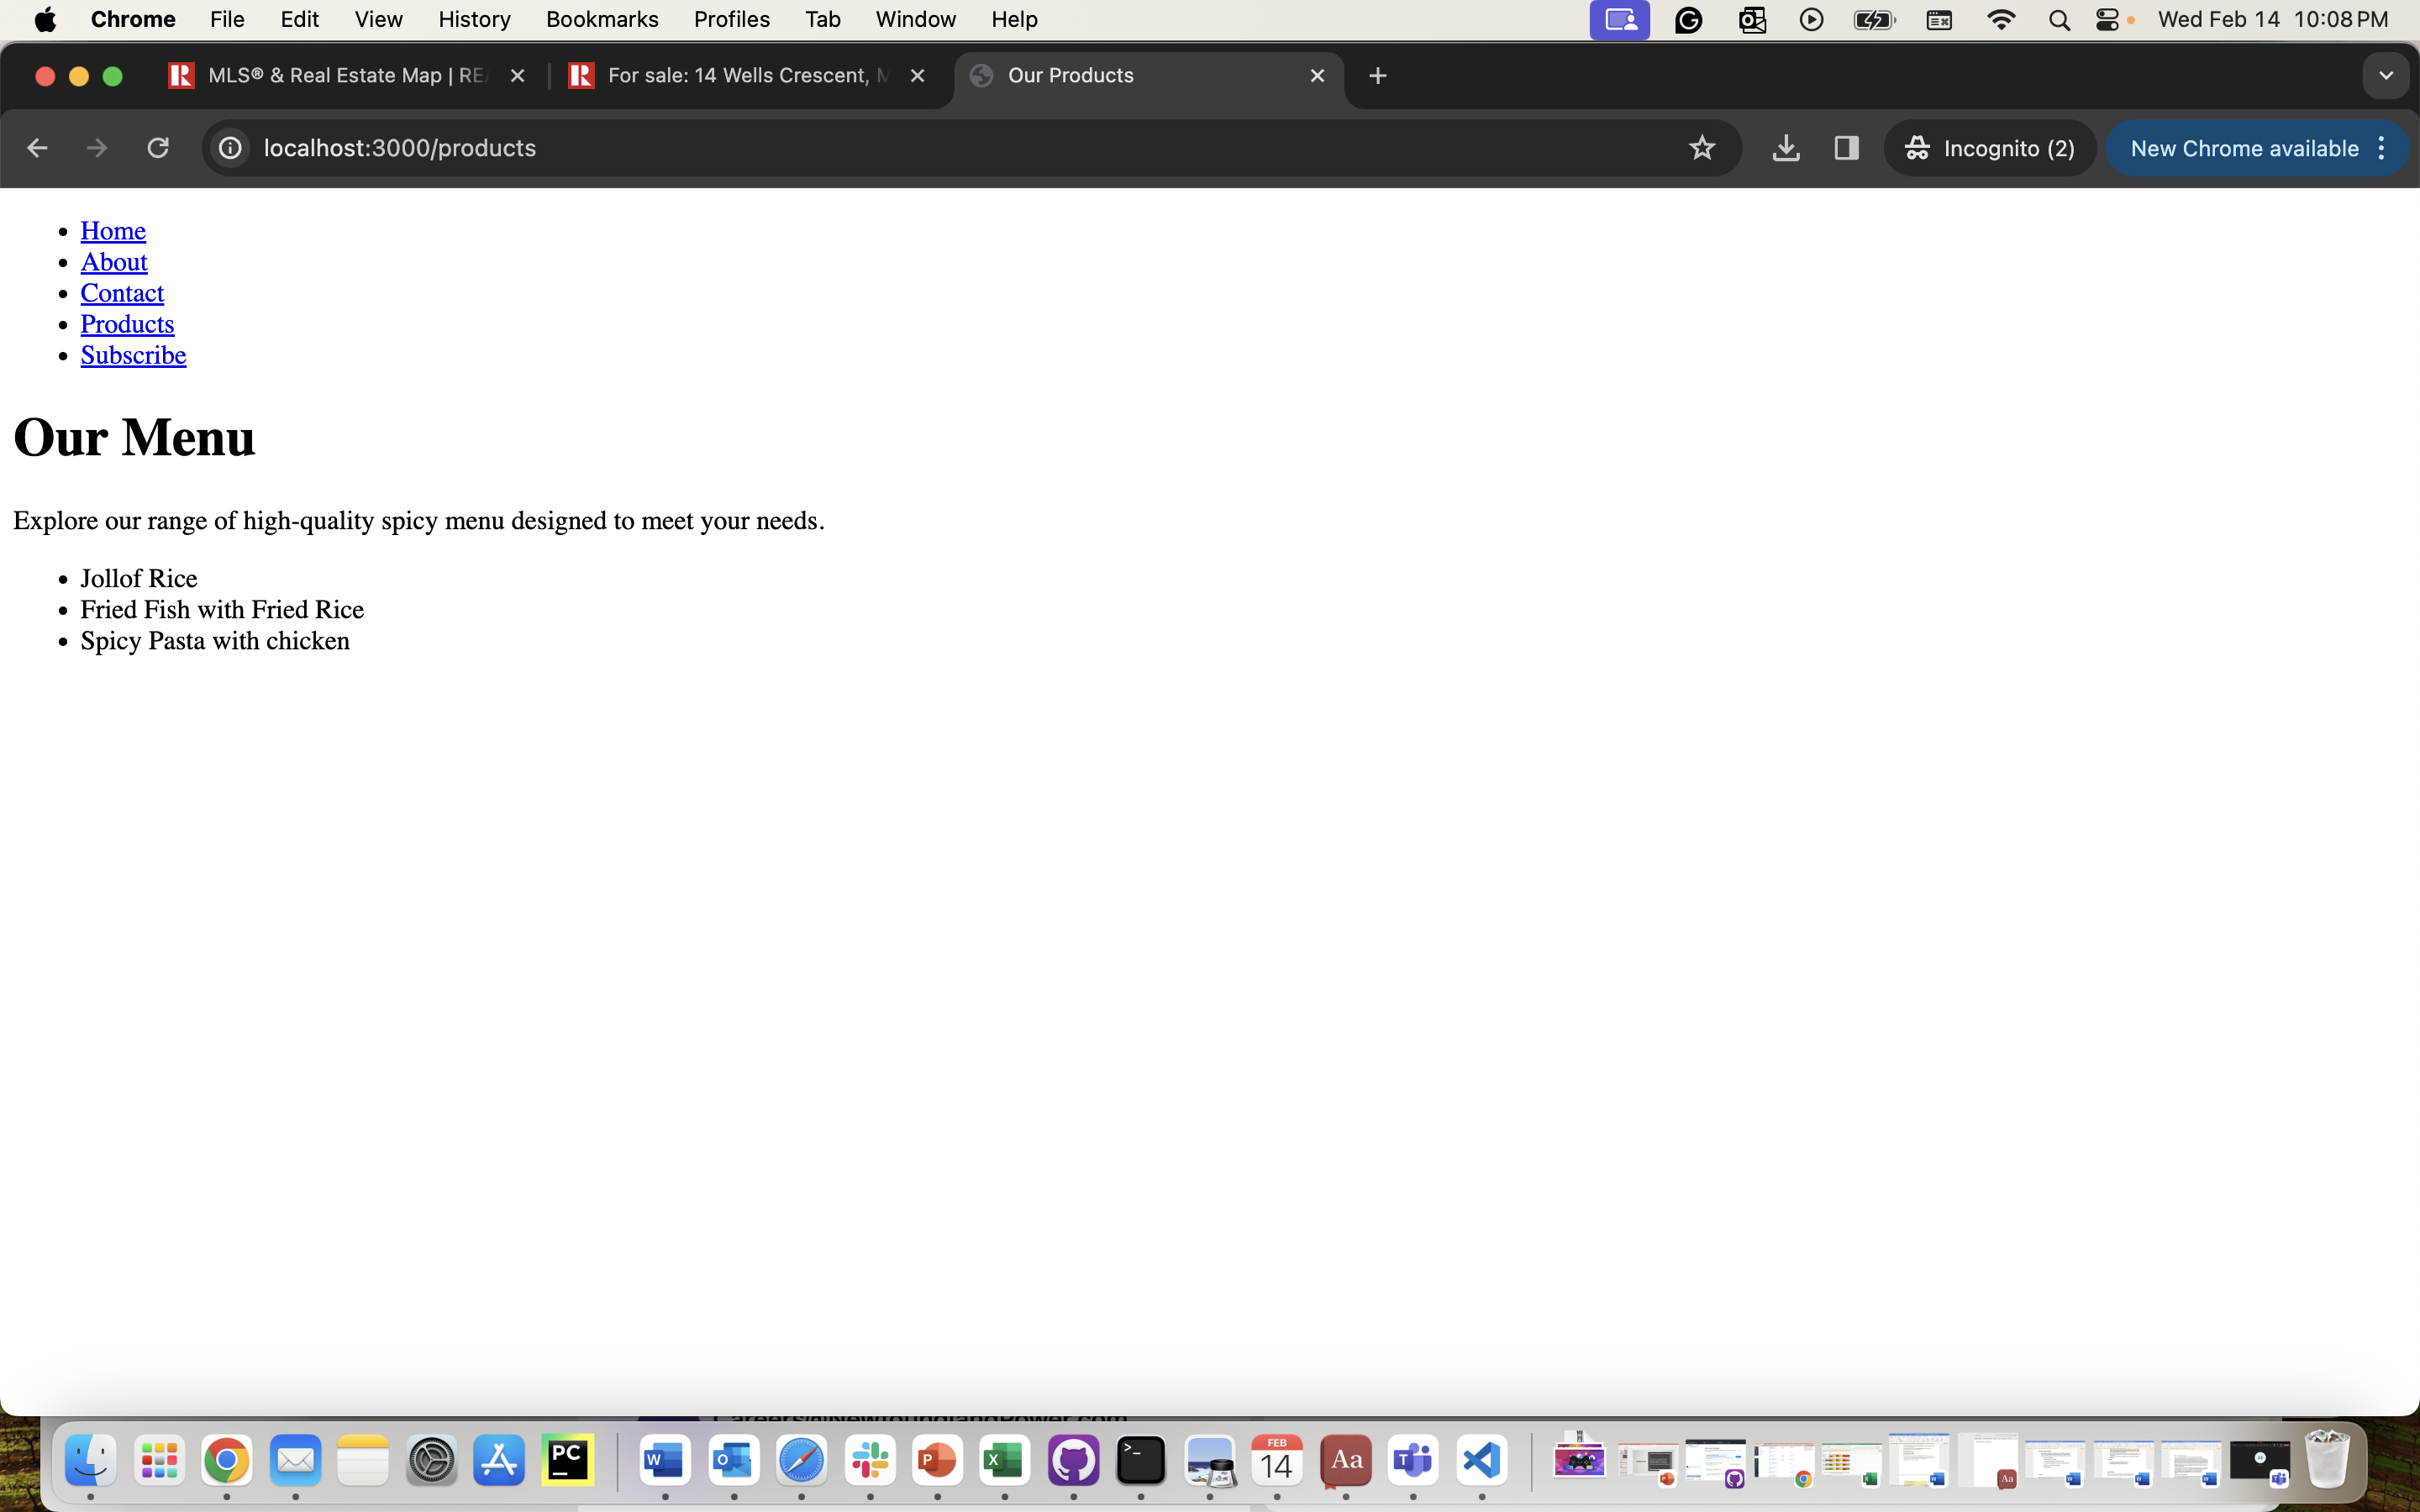 Chrome File Edit View History Bookmarks Profiles Tab Window Help Wed Feb 14 10:08 PM
MLS® & Real Estate Map | RE
For sale: 14 Wells Crescent, M
Our Products
localhost:3000/products
Incognito (2)
New Chrome available
Home
About
Contact
Products
Subscribe
Our Menu
Explore our range of high-quality spicy menu designed to meet your needs.
Jollof Rice
Fried Fish with Fried Rice
Spicy Pasta with chicken
PC
W
O
P
X
>_
FEB
14
Aa
T